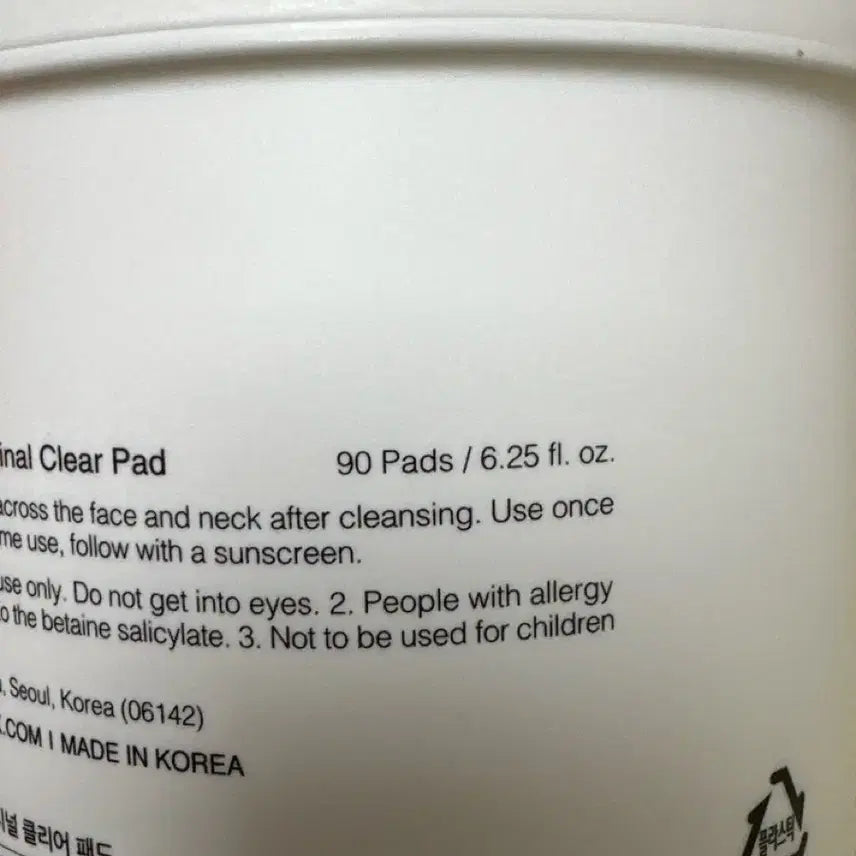 inal Clear Pad 90 Pads / 6.25 fl. oz.
across the face and neck after cleansing. Use once
me use, follow with a sunscreen.
use only. Do not get into eyes. 2. People with allergy
o the betaine salicylate. 3. Not to be used for children
, Seoul, Korea (06142)
.COM I MADE IN KOREA
널 클리어 패드
플라스틱